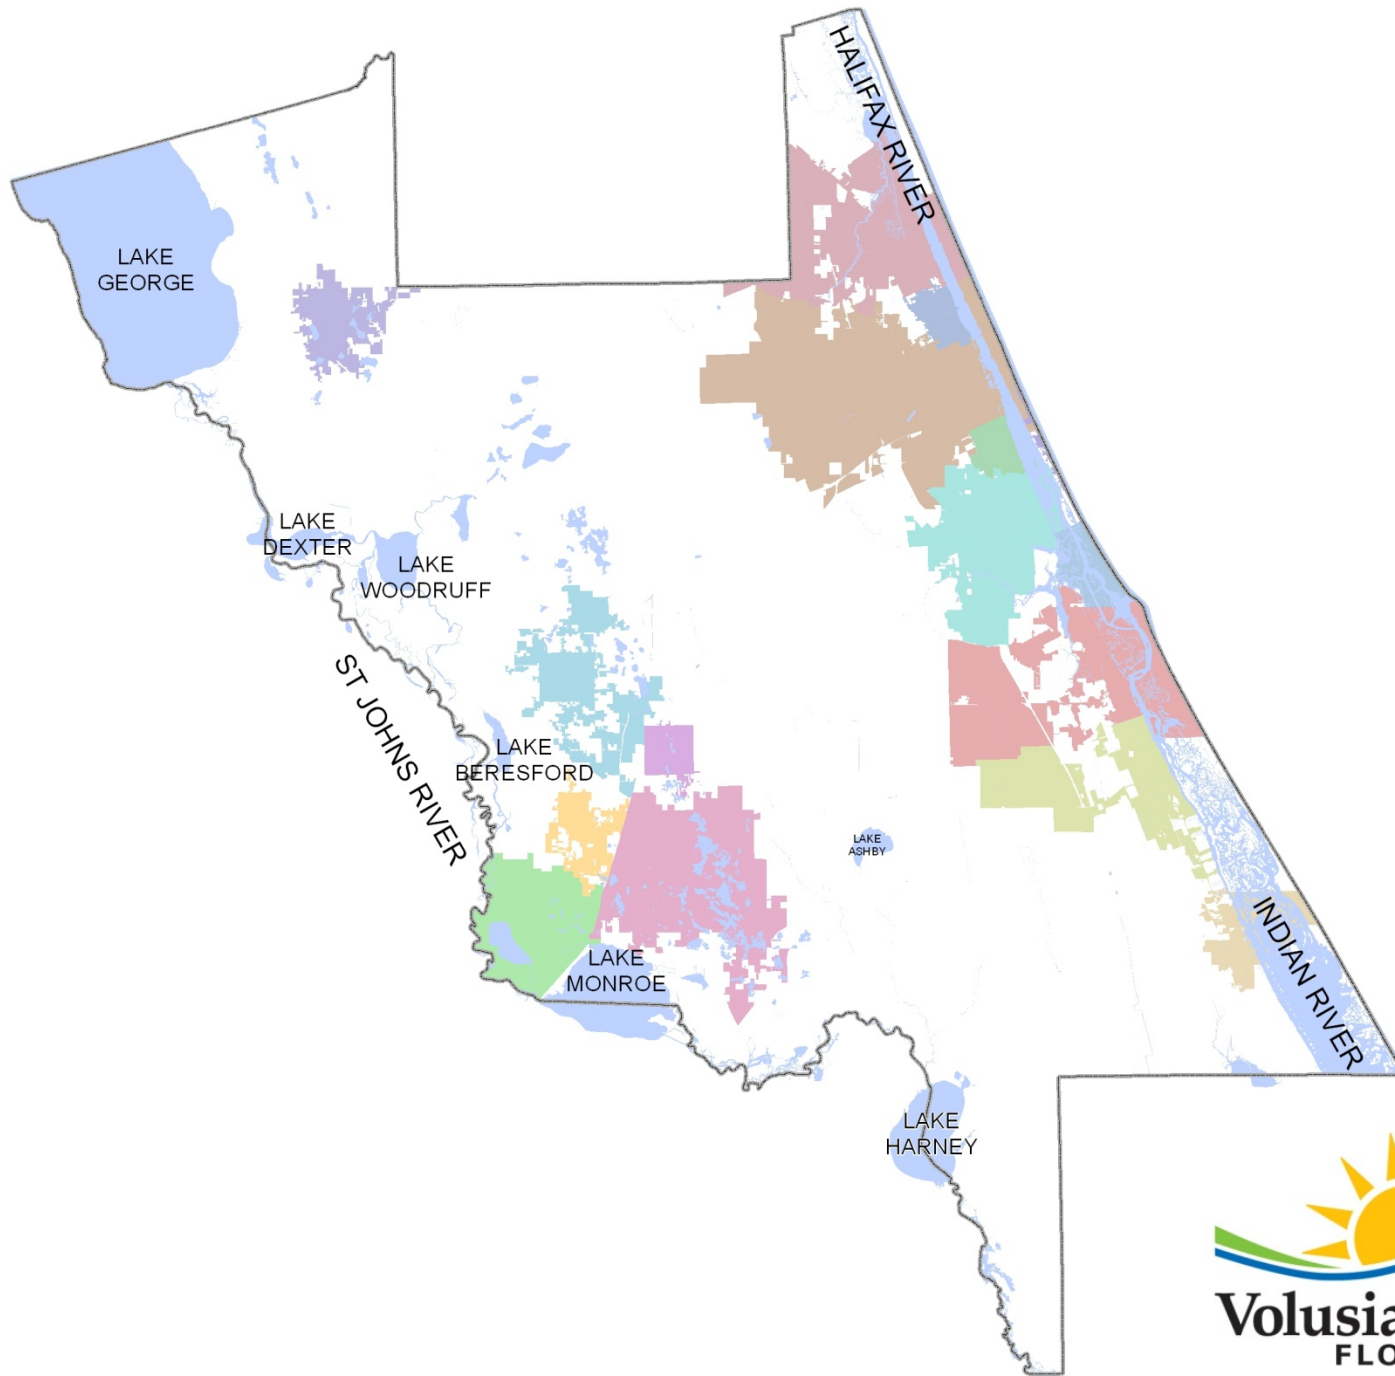 HALIFAX RIVER
LAKE
GEORGE
LAKE
DEXTER
LAKE
WOODRUFF
ST JOHNS RIVER
LAKE
BERESFORD
LAKE
ASHBY
LAKE
MONROE
INDIAN RIVER
LAKE
HARNEY
Volusia
FLO